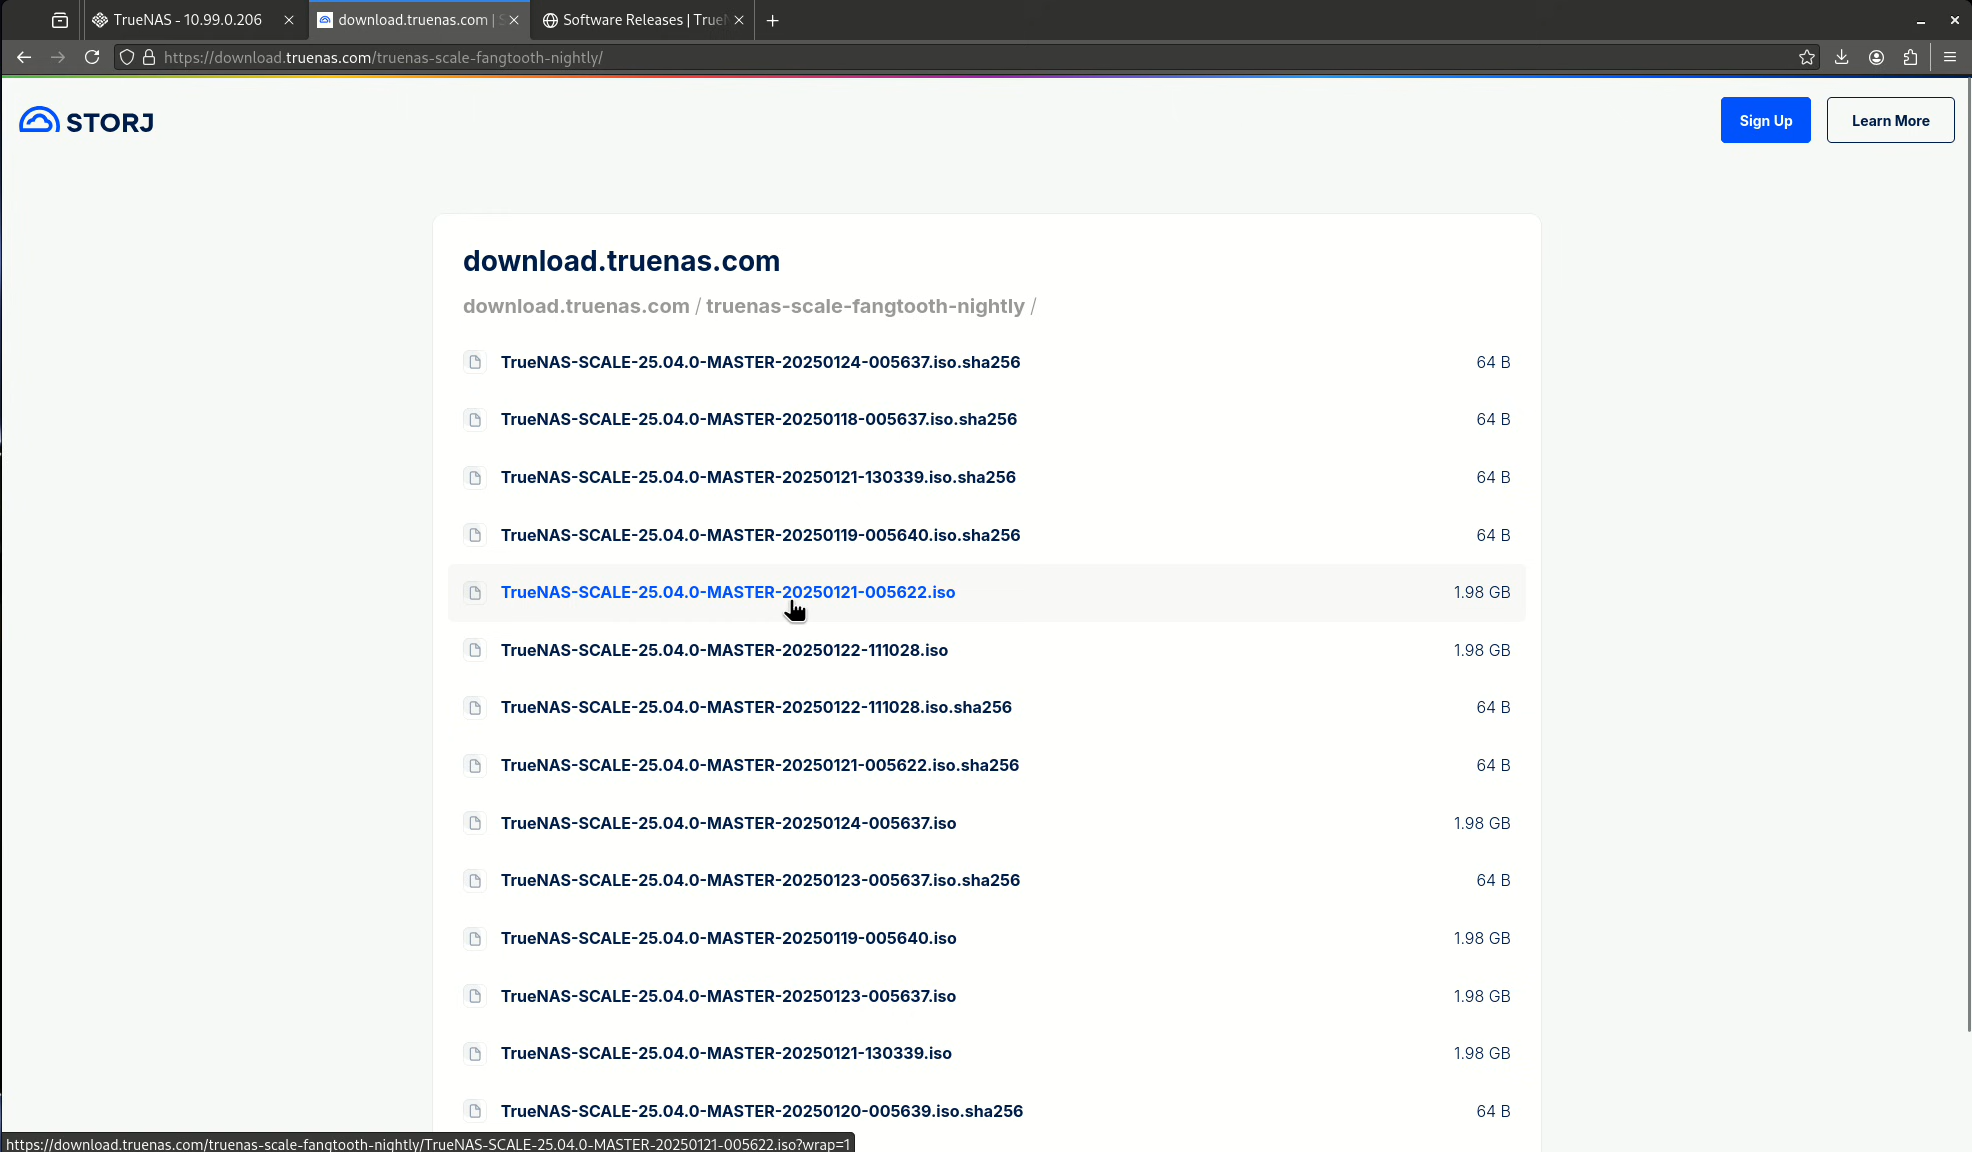 TrueNAS - 10.99.0.206
download.truenas.com | S
Software Releases | TrueN
https://download.truenas.com/truenas-scale-fangtooth-nightly/
STORJ
Sign Up
Learn More
download.truenas.com
download.truenas.com / truenas-scale-fangtooth-nightly /
TrueNAS-SCALE-25.04.0-MASTER-20250124-005637.iso.sha256 64 B
TrueNAS-SCALE-25.04.0-MASTER-20250118-005637.iso.sha256 64 B
TrueNAS-SCALE-25.04.0-MASTER-20250121-130339.iso.sha256 64 B
TrueNAS-SCALE-25.04.0-MASTER-20250119-005640.iso.sha256 64 B
TrueNAS-SCALE-25.04.0-MASTER-20250121-005622.iso 1.98 GB
TrueNAS-SCALE-25.04.0-MASTER-20250122-111028.iso 1.98 GB
TrueNAS-SCALE-25.04.0-MASTER-20250122-111028.iso.sha256 64 B
TrueNAS-SCALE-25.04.0-MASTER-20250121-005622.iso.sha256 64 B
TrueNAS-SCALE-25.04.0-MASTER-20250124-005637.iso 1.98 GB
TrueNAS-SCALE-25.04.0-MASTER-20250123-005637.iso.sha256 64 B
TrueNAS-SCALE-25.04.0-MASTER-20250119-005640.iso 1.98 GB
TrueNAS-SCALE-25.04.0-MASTER-20250123-005637.iso 1.98 GB
TrueNAS-SCALE-25.04.0-MASTER-20250121-130339.iso 1.98 GB
TrueNAS-SCALE-25.04.0-MASTER-20250120-005639.iso.sha256 64 B
https://download.truenas.com/truenas-scale-fangtooth-nightly/TrueNAS-SCALE-25.04.0-MASTER-20250121-005622.iso?wrap=1